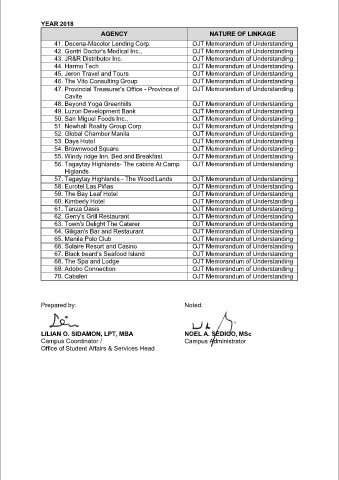 YEAR 2018
AGENCY NATURE OF LINKAGE
41. Decena-Macolor Lending Corp. OJT Memorandum of Understanding
42. Gentri Doctor's Medical Inc., OJT Memorandum of Understanding
43. JR&R Distributor Inc. OJT Memorandum of Understanding
44. Harmo Tech OJT Memorandum of Understanding
45. Jeron Travel and Tours OJT Memorandum of Understanding
46. The Vito Consulting Group OJT Memorandum of Understanding
47. Provincial Treasurer's Office - Province of OJT Memorandum of Understanding
Cavite
48. Beyond Yoga Greenhills OJT Memorandum of Understanding
49. Luzon Development Bank OJT Memorandum of Understanding
50. San Miguel Foods Inc., OJT Memorandum of Understanding
51. Newhall Reality Group Corp. OJT Memorandum of Understanding
52. Global Chamber Manila OJT Memorandum of Understanding
53. Days Hotel OJT Memorandum of Understanding
54. Brownwood Square OJT Memorandum of Understanding
55. Windy ridge Inn. Bed and Breakfast OJT Memorandum of Understanding
56. Tagaytay Highlands- The cabins At Camp OJT Memorandum of Understanding
Higlands
57. Tagaytay Highlands - The Wood Lands OJT Memorandum of Understanding
58. Eurotel Las Piñas OJT Memorandum of Understanding
59. The Bay Leaf Hotel OJT Memorandum of Understanding
60. Kimberly Hotel OJT Memorandum of Understanding
61. Tanza Oasis OJT Memorandum of Understanding
62. Gerry's Grill Restaurant OJT Memorandum of Understanding
63. Town's Delight The Caterer OJT Memorandum of Understanding
64. Giligan's Bar and Restaurant OJT Memorandum of Understanding
65. Manila Polo Club OJT Memorandum of Understanding
66. Solaire Resort and Casino OJT Memorandum of Understanding
67. Black beard's Seafood Island OJT Memorandum of Understanding
68. The Spa and Lodge OJT Memorandum of Understanding
69. Adobo Connection OJT Memorandum of Understanding
70. Cabalen OJT Memorandum of Understanding
Prepared by: Noted:
LILIAN O. SIDAMON, LPT, MBA NOEL A. SEDIGO, MSc
Campus Coordinator / Campus Administrator
Office of Student Affairs & Services Head